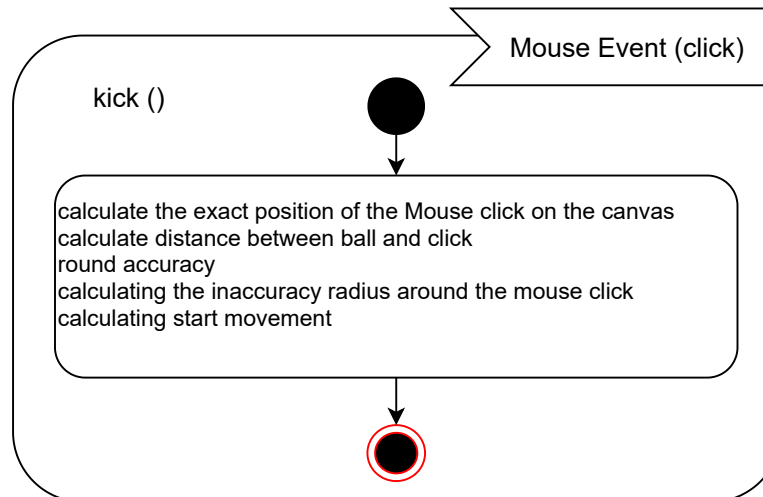 Mouse Event (click)
kick ()
calculate the exact position of the Mouse click on the canvas
calculate distance between ball and click
round accuracy
calculating the inaccuracy radius around the mouse click
calculating start movement